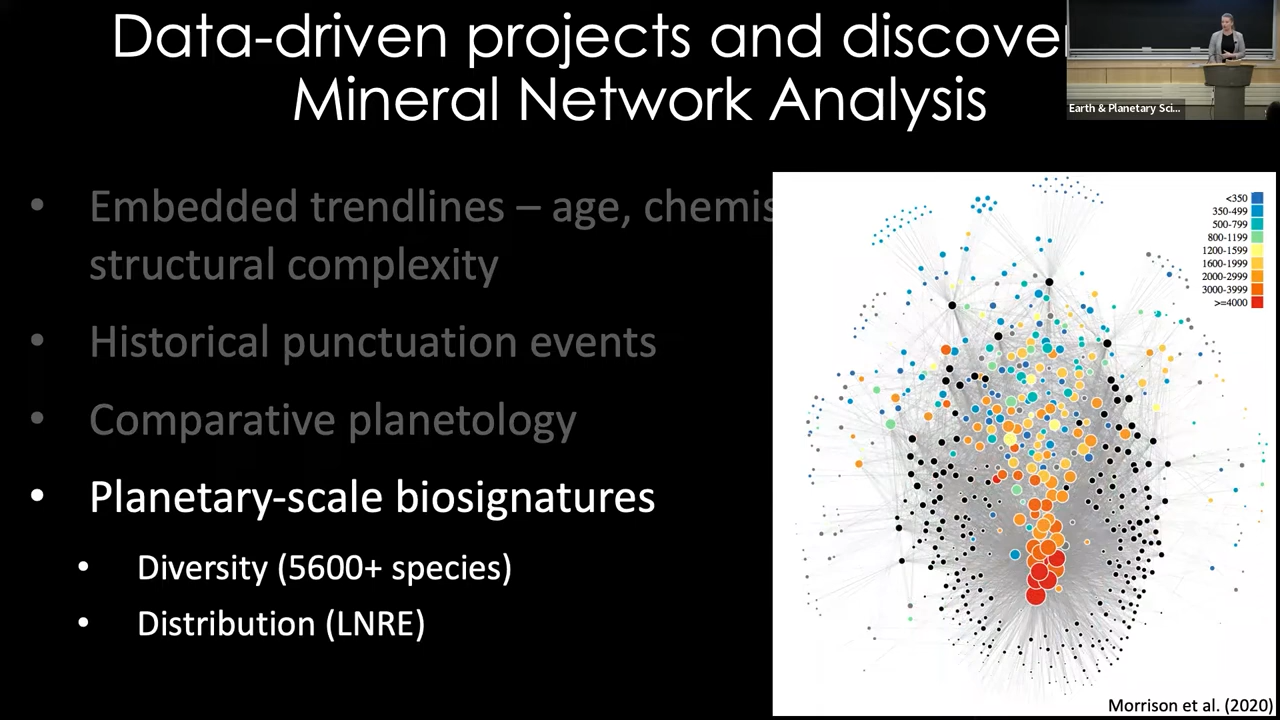 Data-driven projects and discove
Mineral Network Analysis
Earth & Planetary Sci...
• Embedded trendlines – age, chemis
structural complexity
• Historical punctuation events
• Comparative planetology
• Planetary-scale biosignatures
• Diversity (5600+ species)
• Distribution (LNRE)
<350
350-499
500-799
800-1199
1200-1599
1600-1999
2000-2999
3000-3999
>=4000
Morrison et al. (2020)